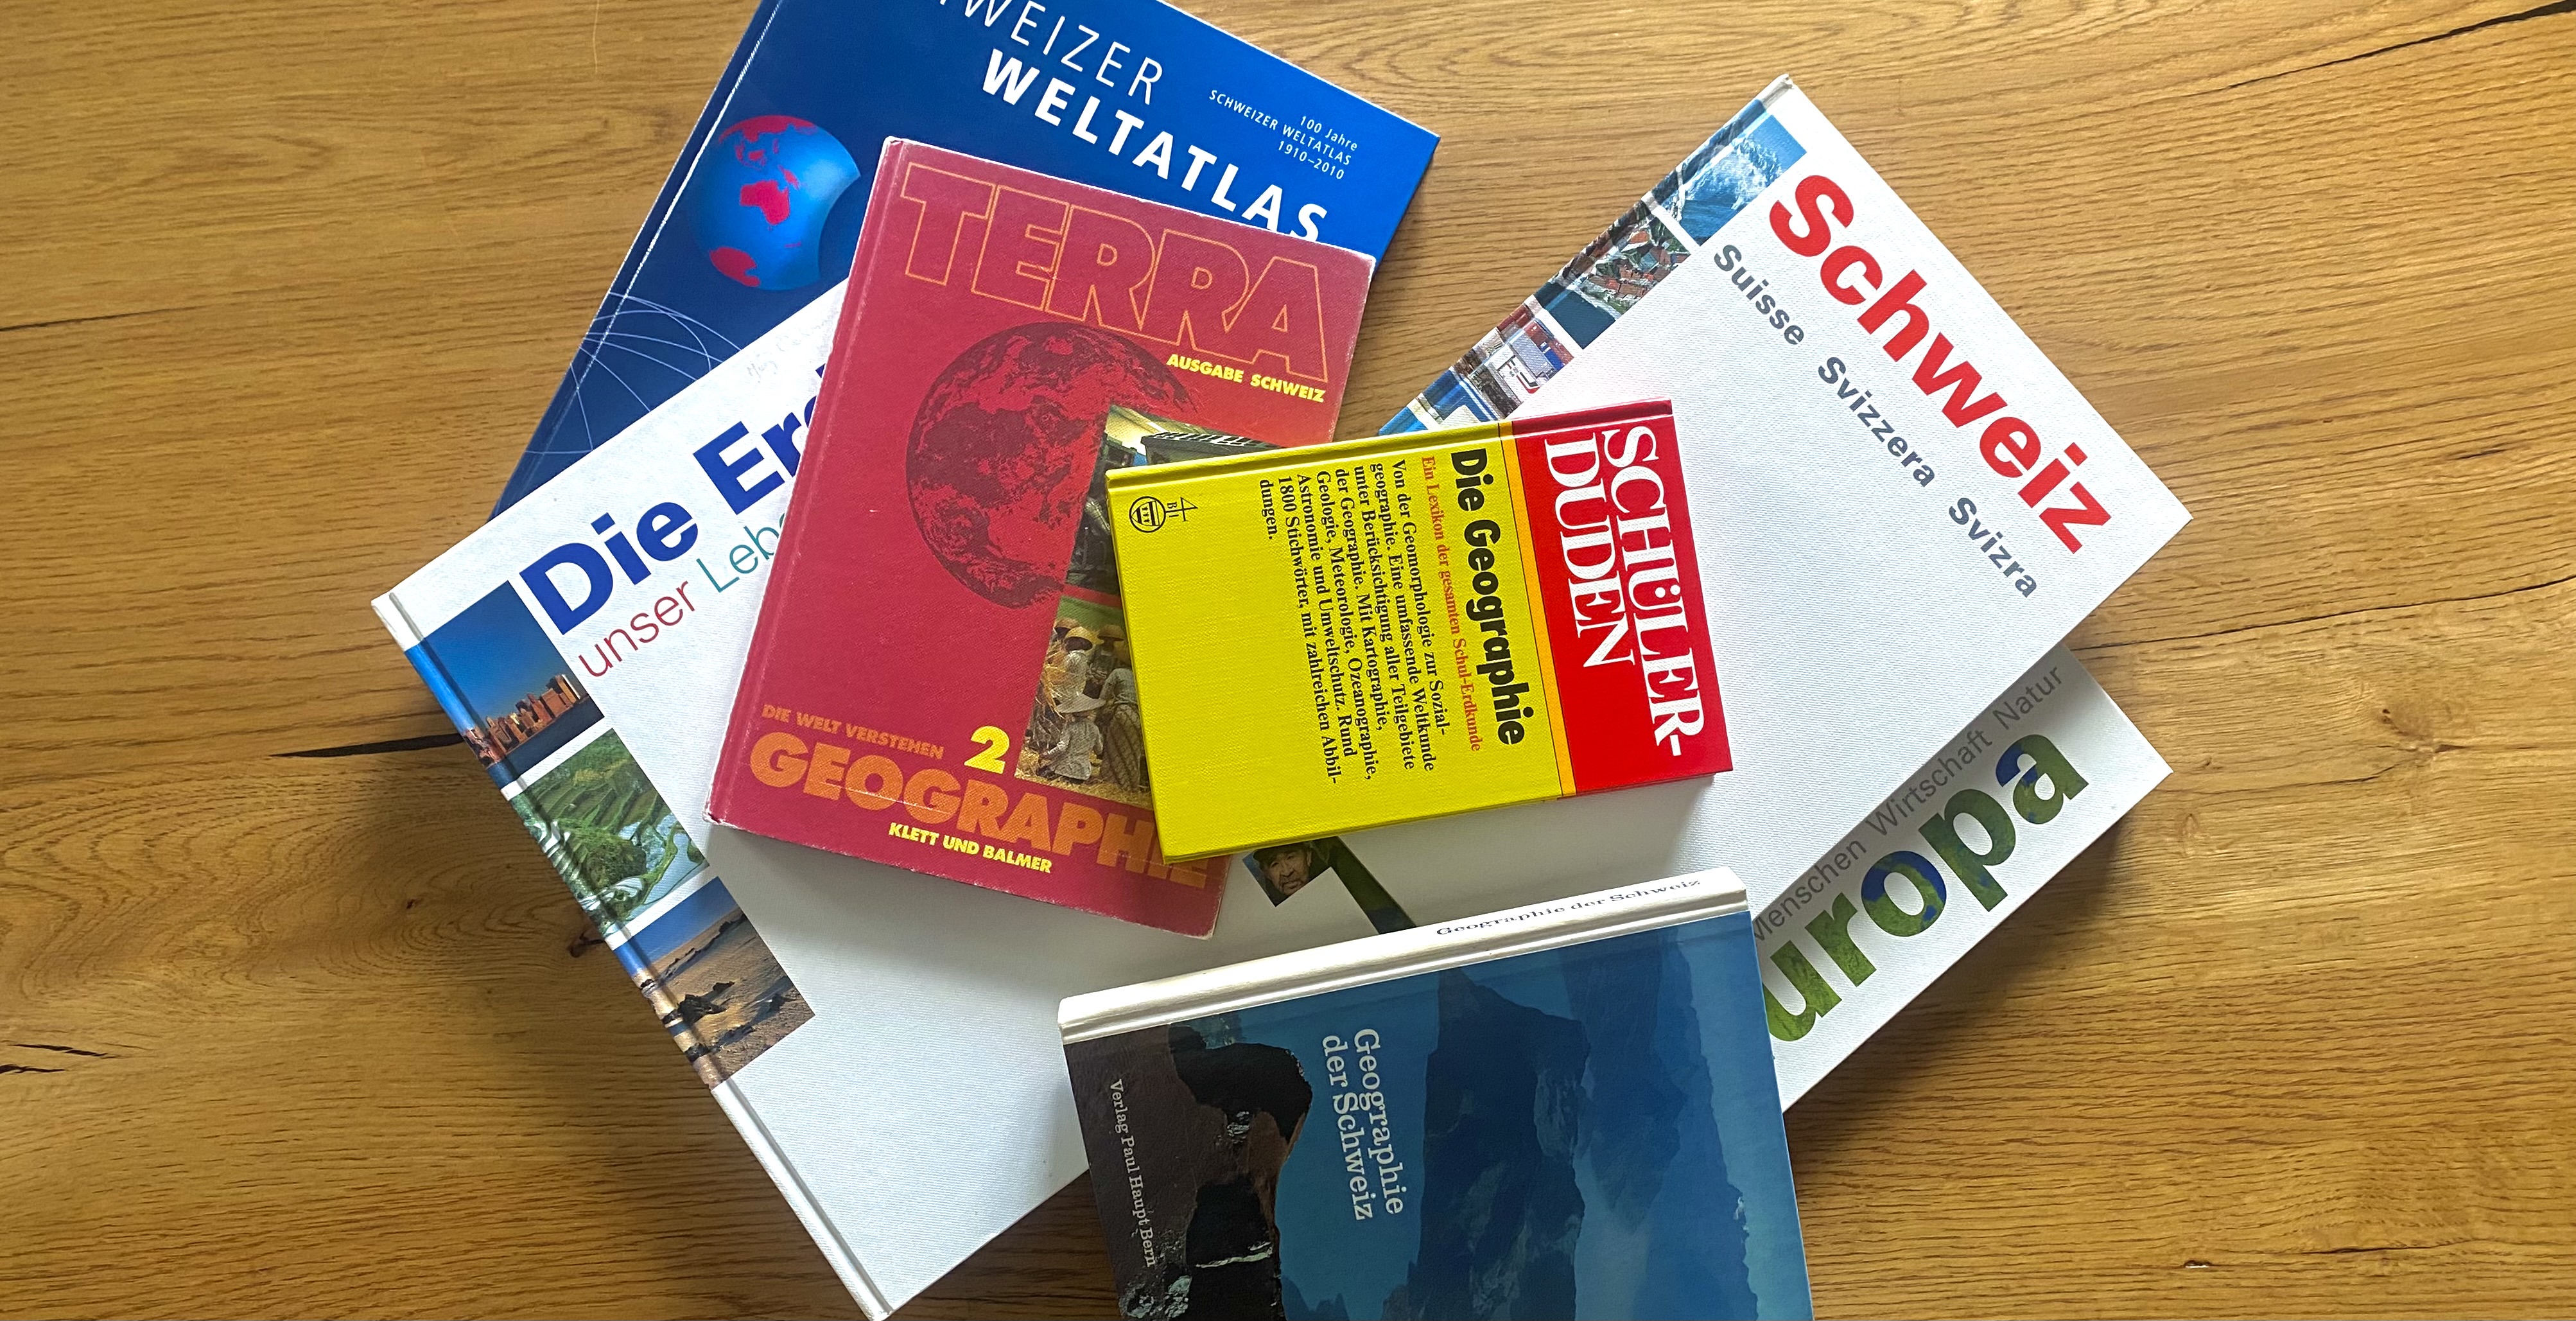 WEIZER
WELTATLAS
100 Jahre
SCHWEIZER WELTATLAS
1910–2010
TERRA
AUSGABE SCHWEIZ
DIE WELT VERSTEHEN
2
GEOGRAPHIE
KLETT UND BALMER
Die Er
unser Leb
SCHÜLER-
DUDEN
Die Geographie
Ein Lexikon der gesamten Schul-Erdkunde
Von der Geomorphologie zur Sozial-
geographie. Eine umfassende Weltkunde
unter Berücksichtigung aller Teilgebiete
der Geographie. Mit Kartographie,
Geologie, Meteorologie, Ozeanographie,
Astronomie und Umweltschutz. Rund
1800 Stichwörter, mit zahlreichen Abbil-
dungen.
BI
Schweiz
Suisse Svizzera Svizra
Menschen Wirtschaft Natur
uropa
Geographie der Schweiz
Geographie
der Schweiz
Verlag Paul Haupt Bern